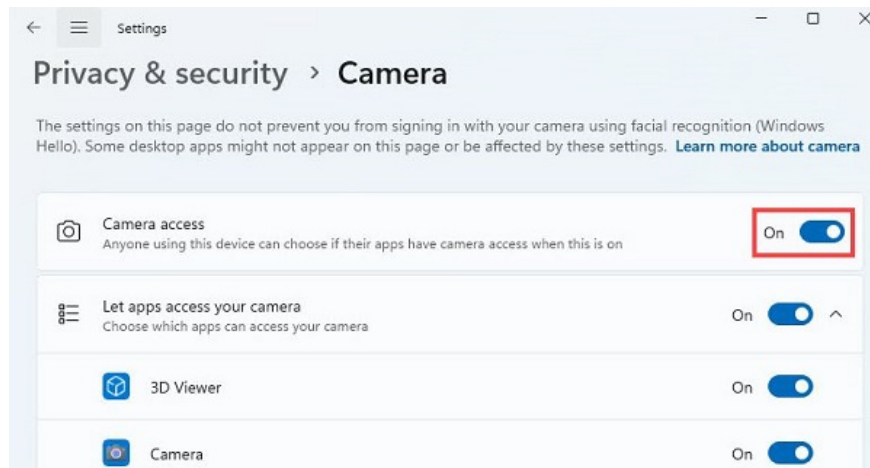 Settings
Privacy & security > Camera
The settings on this page do not prevent you from signing in with your camera using facial recognition (Windows
Hello). Some desktop apps might not appear on this page or be affected by these settings. Learn more about camera
Camera access
On
Anyone using this device can choose if their apps have camera access when this is on
Let apps access your camera
On
Choose which apps can access your camera
3D Viewer On
Camera On